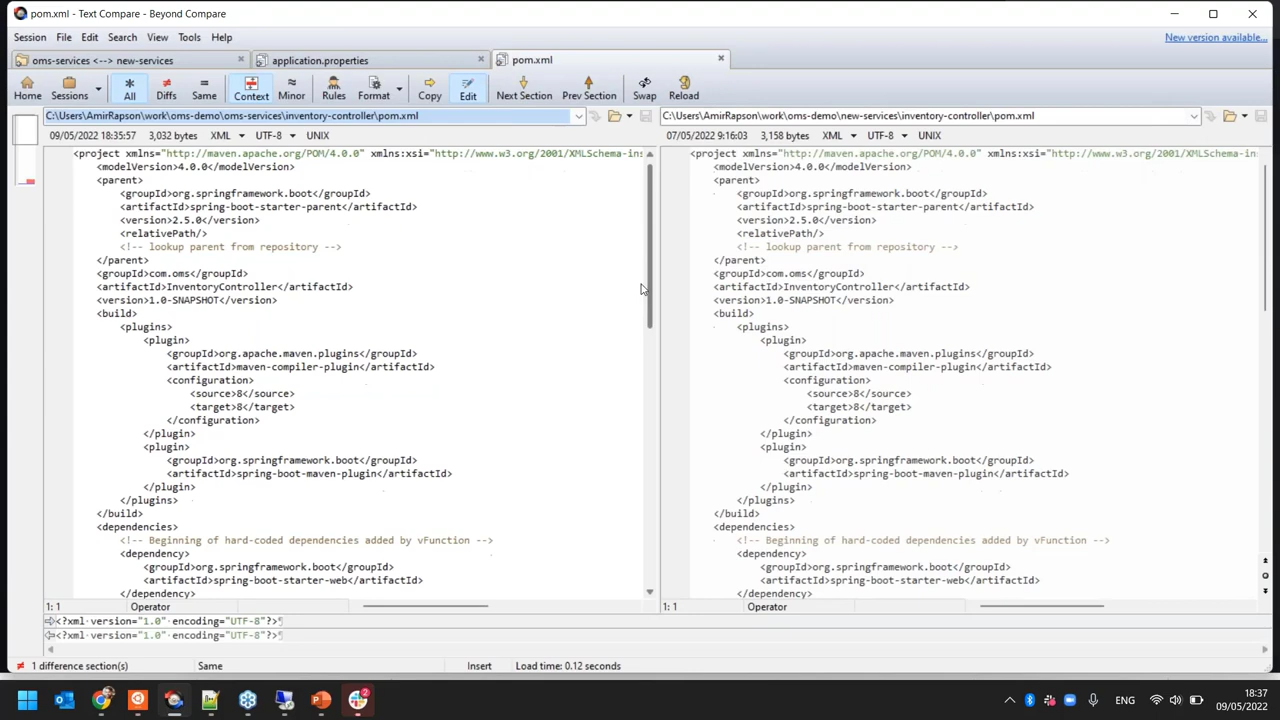 pom.xml - Text Compare - Beyond Compare
Session File Edit Search View Tools Help New version available...
oms-services <--> new-services application.properties pom.xml
Home Sessions All Diffs Same Context Minor Rules Format Copy Edit Next Section Prev Section Swap Reload
C:\Users\AmirRapson\work\oms-demo\oms-services\inventory-controller\pom.xml
09/05/2022 18:35:57 3,032 bytes XML UTF-8 UNIX
<project xmlns="http://maven.apache.org/POM/4.0.0" xmlns:xsi="http://www.w3.org/2001/XMLSchema-ins
<modelVersion>4.0.0</modelVersion>
<parent>
<groupId>org.springframework.boot</groupId>
<artifactId>spring-boot-starter-parent</artifactId>
<version>2.5.0</version>
<relativePath/>
<!-- lookup parent from repository -->
</parent>
<groupId>com.oms</groupId>
<artifactId>InventoryController</artifactId>
<version>1.0-SNAPSHOT</version>
<build>
<plugins>
<plugin>
<groupId>org.apache.maven.plugins</groupId>
<artifactId>maven-compiler-plugin</artifactId>
<configuration>
<source>8</source>
<target>8</target>
</configuration>
</plugin>
<plugin>
<groupId>org.springframework.boot</groupId>
<artifactId>spring-boot-maven-plugin</artifactId>
</plugin>
</plugins>
</build>
<dependencies>
<!-- Beginning of hard-coded dependencies added by vFunction -->
<dependency>
<groupId>org.springframework.boot</groupId>
<artifactId>spring-boot-starter-web</artifactId>
</dependency>
1: 1 Operator
C:\Users\AmirRapson\work\oms-demo\new-services\inventory-controller\pom.xml
07/05/2022 9:16:03 3,158 bytes XML UTF-8 UNIX
<project xmlns="http://maven.apache.org/POM/4.0.0" xmlns:xsi="http://www.w3.org/2001/XMLSchema-ins
<modelVersion>4.0.0</modelVersion>
<parent>
<groupId>org.springframework.boot</groupId>
<artifactId>spring-boot-starter-parent</artifactId>
<version>2.5.0</version>
<relativePath/>
<!-- lookup parent from repository -->
</parent>
<groupId>com.oms</groupId>
<artifactId>InventoryController</artifactId>
<version>1.0-SNAPSHOT</version>
<build>
<plugins>
<plugin>
<groupId>org.apache.maven.plugins</groupId>
<artifactId>maven-compiler-plugin</artifactId>
<configuration>
<source>8</source>
<target>8</target>
</configuration>
</plugin>
<plugin>
<groupId>org.springframework.boot</groupId>
<artifactId>spring-boot-maven-plugin</artifactId>
</plugin>
</plugins>
</build>
<dependencies>
<!-- Beginning of hard-coded dependencies added by vFunction -->
<dependency>
<groupId>org.springframework.boot</groupId>
<artifactId>spring-boot-starter-web</artifactId>
</dependency>
1: 1 Operator
<?xml·version="1.0"·encoding="UTF-8"?>¶
<?xml·version="1.0"·encoding="UTF-8"?>¶
1 difference section(s) Same Insert Load time: 0.12 seconds
2 ENG 18:37
09/05/2022